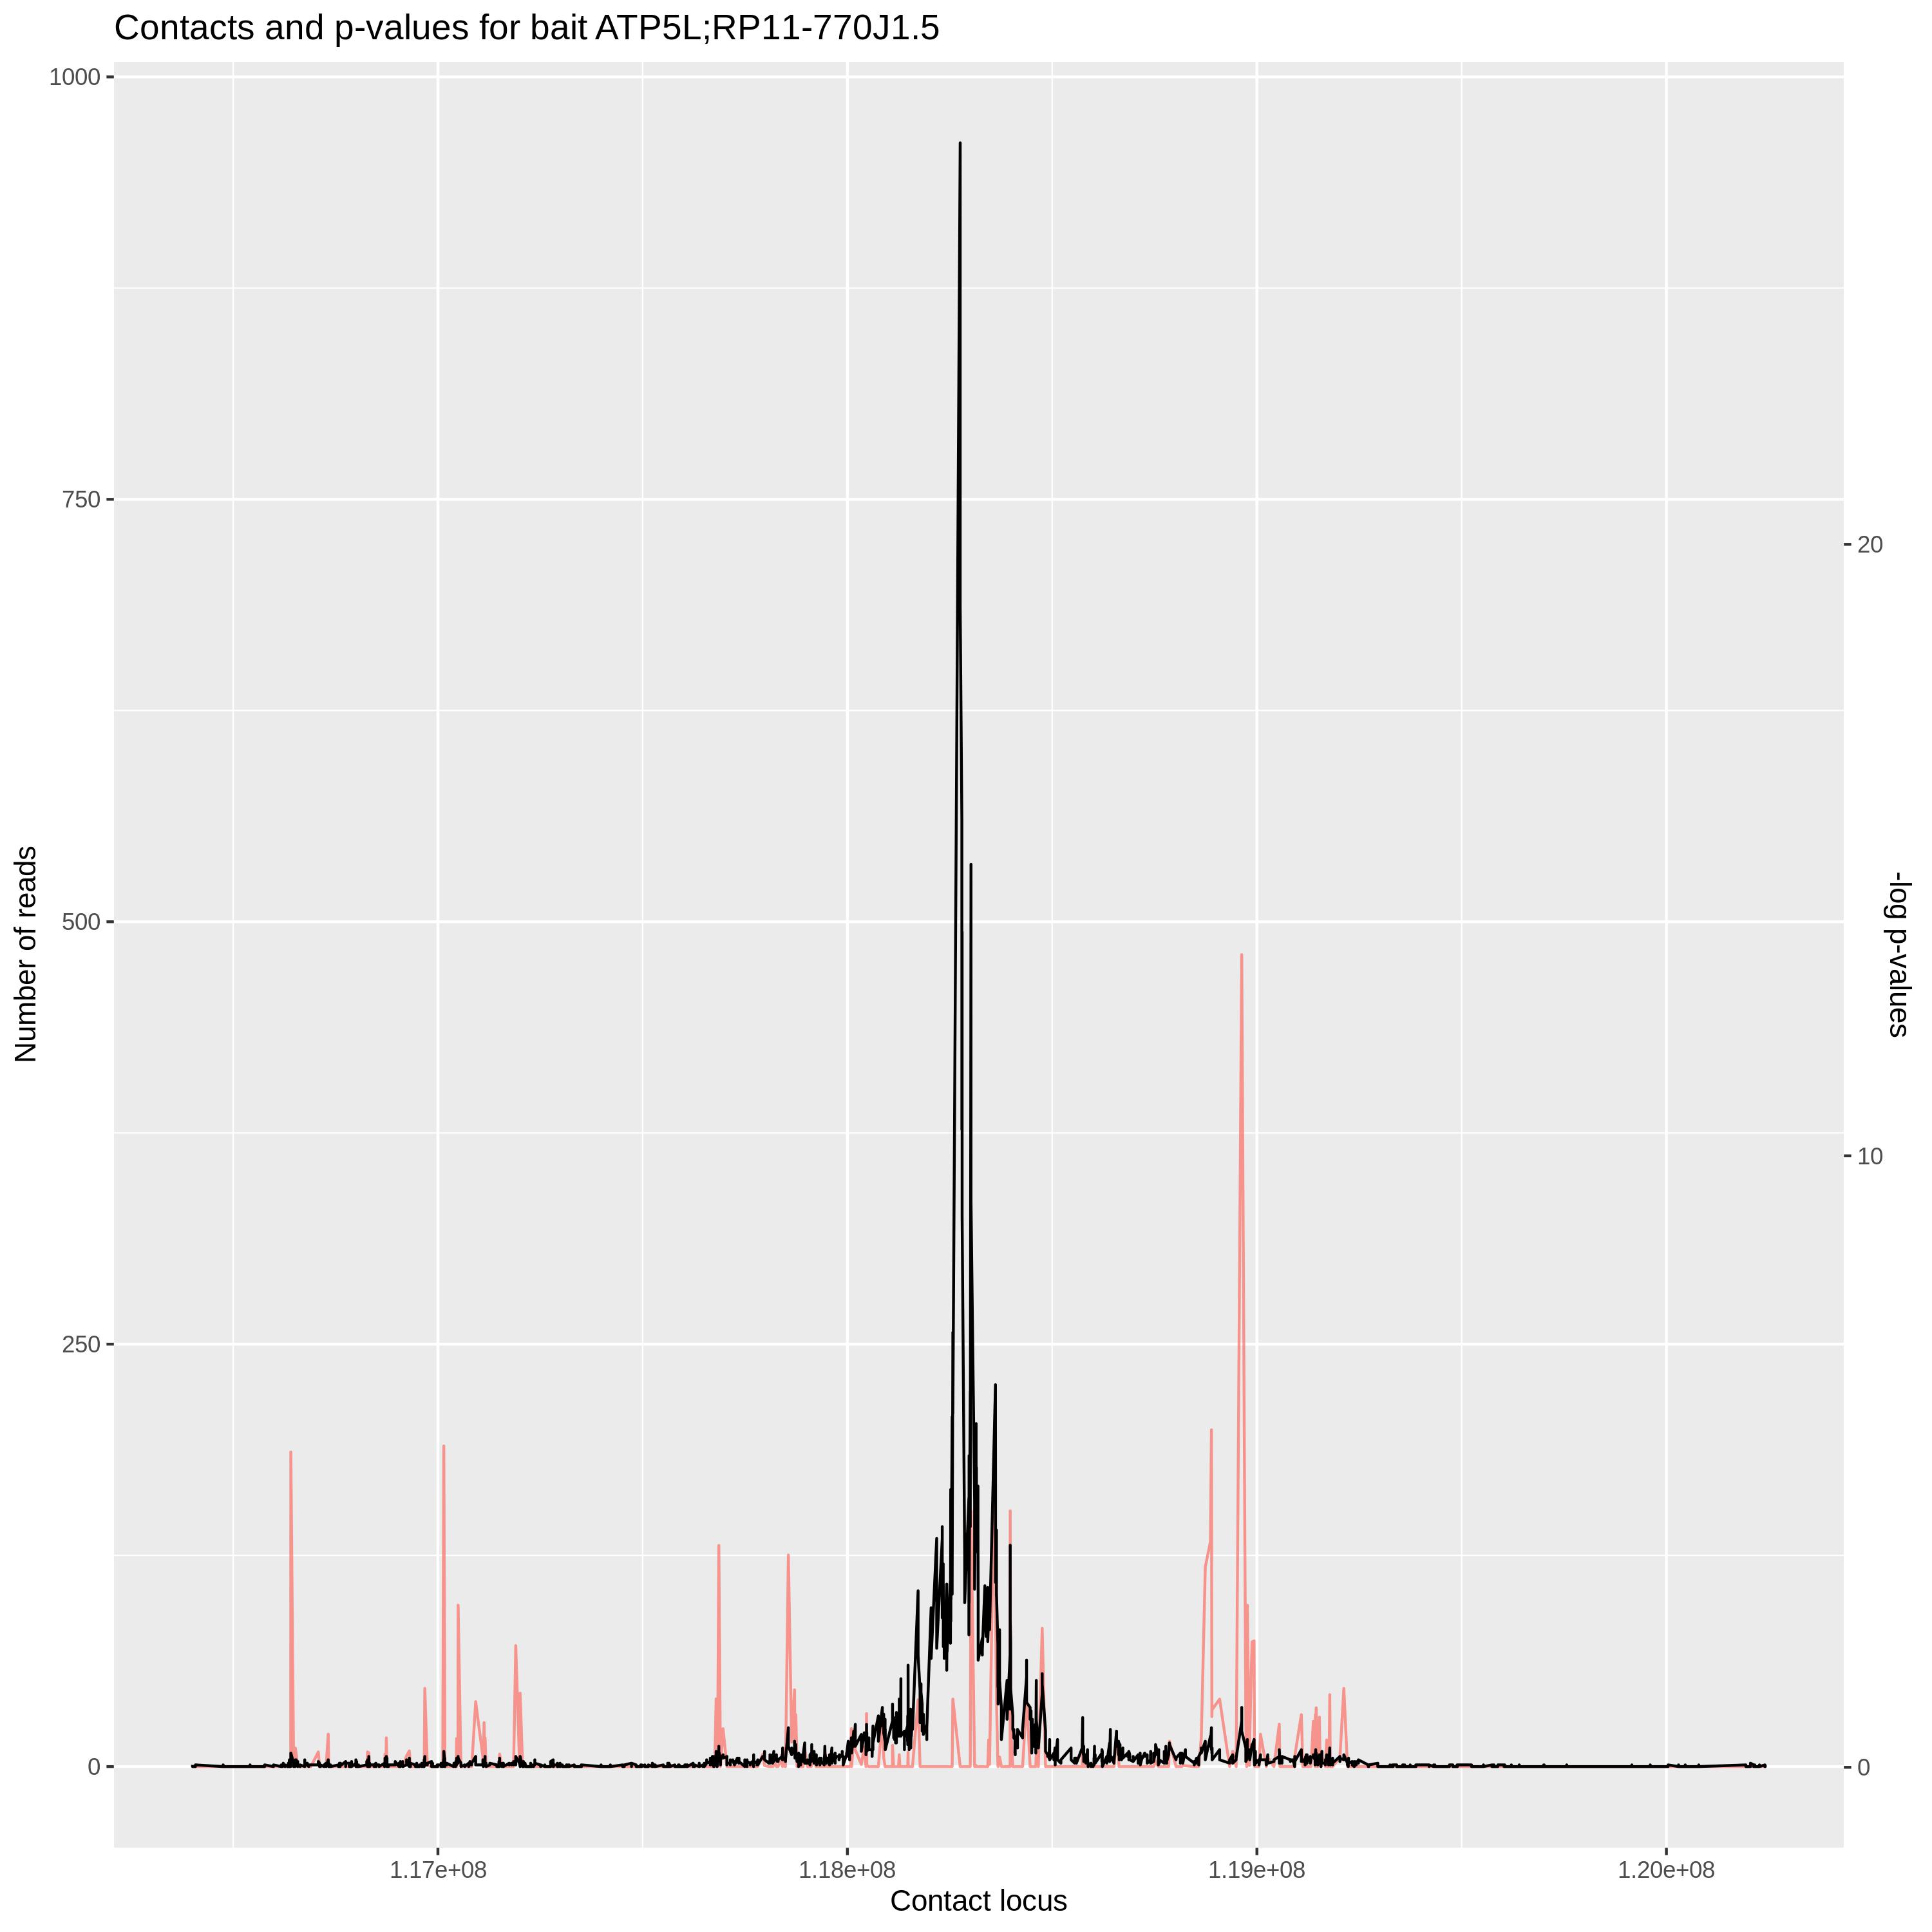 Contacts and p-values for bait ATP5L;RP11-770J1.5
1000
750
500
250
0
Number of reads
20
10
0
-log p-values
1.17e+08
1.18e+08
1.19e+08
1.20e+08
Contact locus